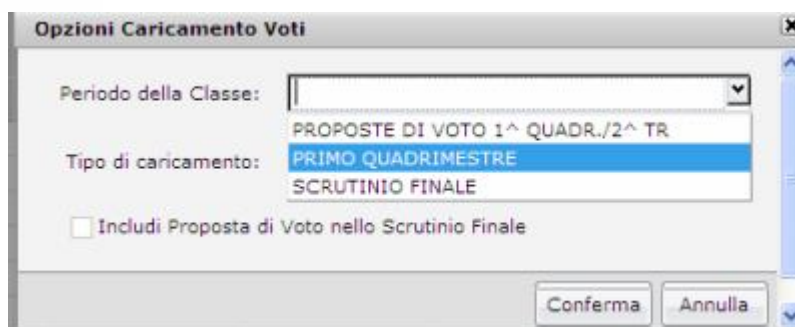 Opzioni Caricamento Voti
Periodo della Classe:
PROPOSTE DI VOTO 1^ QUADR./2^ TR
Tipo di caricamento:
PRIMO QUADRIMESTRE
SCRUTINIO FINALE
Includi Proposta di Voto nello Scrutinio Finale
Conferma Annulla